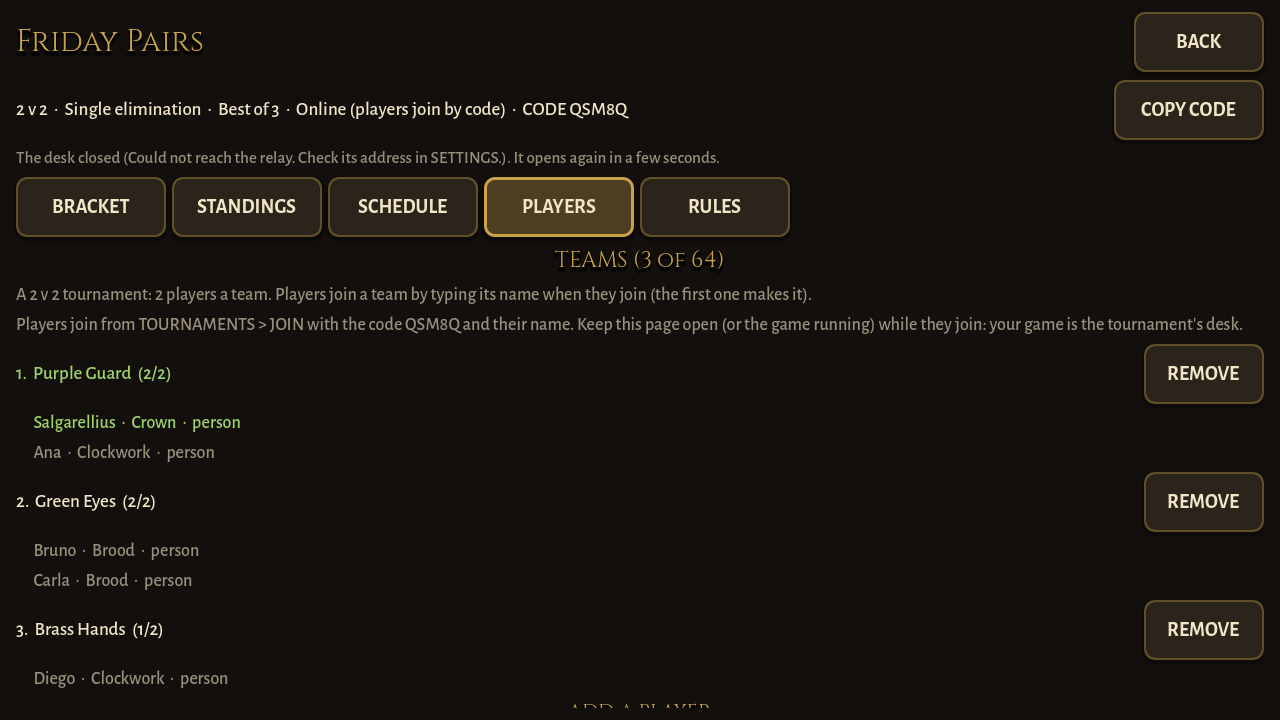 Friday Pairs
BACK
2 v 2 · Single elimination · Best of 3 · Online (players join by code) · CODE QSM8Q
COPY CODE
The desk closed (Could not reach the relay. Check its address in SETTINGS.). It opens again in a few seconds.
BRACKET
STANDINGS
SCHEDULE
PLAYERS
RULES
TEAMS (3 OF 64)
A 2 v 2 tournament: 2 players a team. Players join a team by typing its name when they join (the first one makes it).
Players join from TOURNAMENTS > JOIN with the code QSM8Q and their name. Keep this page open (or the game running) while they join: your game is the tournament's desk.
1. Purple Guard (2/2)
REMOVE
Salgarellius · Crown · person
Ana · Clockwork · person
2. Green Eyes (2/2)
REMOVE
Bruno · Brood · person
Carla · Brood · person
3. Brass Hands (1/2)
REMOVE
Diego · Clockwork · person
ADD A PLAYER